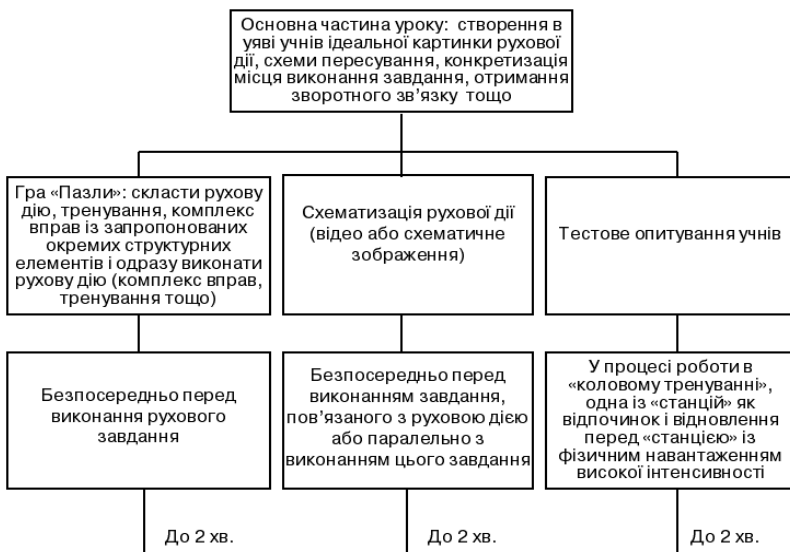 Основна частина уроку: створення в
уяві учнів ідеальної картинки рухової
дії, схеми пересування, конкретизація
місця виконання завдання, отримання
зворотного зв’язку тощо
Гра «Пазли»: скласти рухову
дію, тренування, комплекс
вправ із запропонованих
окремих структурних
елементів і одразу виконати
рухову дію (комплекс вправ,
тренування тощо)
Схематизація рухової дії
(відео або схематичне
зображення)
Тестове опитування учнів
Безпосередньо перед
виконання рухового
завдання
Безпосередньо перед
виконанням завдання,
пов’язаного з руховою дією
або паралельно з
виконанням цього завдання
У процесі роботи в
«коловому тренуванні»,
одна із «станцій» як
відпочинок і відновлення
перед «станцією» із
фізичним навантаженням
високої інтенсивності
До 2 хв.
До 2 хв.
До 2 хв.